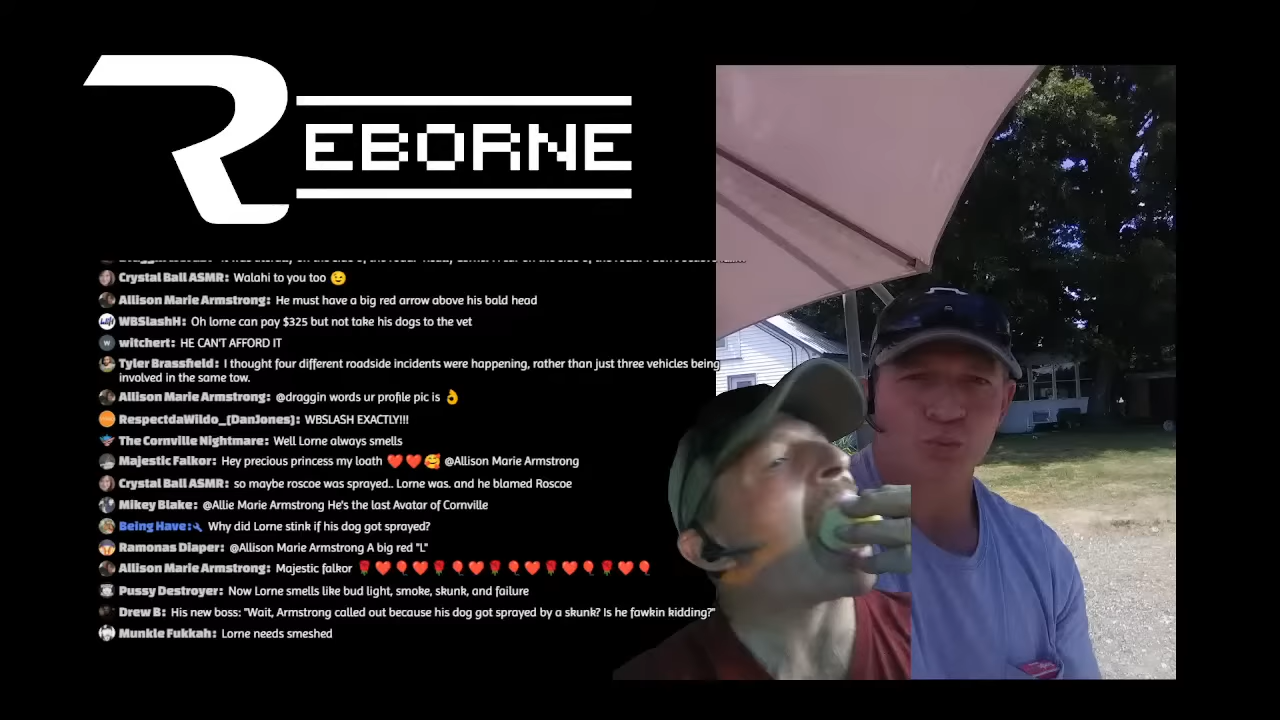 REBORNE
Crystal Ball ASMR: Walahi to you too 😉
Allison Marie Armstrong: He must have a big red arrow above his bald head
WBSlashH: Oh lorne can pay $325 but not take his dogs to the vet
witchert: HE CAN'T AFFORD IT
Tyler Brassfield: I thought four different roadside incidents were happening, rather than just three vehicles being
involved in the same tow.
Allison Marie Armstrong: @draggin words ur profile pic is 👌
RespectdaWildo_(DanJones): WBSLASH EXACTLY!!!
The Cornville Nightmare: Well Lorne always smells
Majestic Falkor: Hey precious princess my loath ❤️❤️🥰 @Allison Marie Armstrong
Crystal Ball ASMR: so maybe roscoe was sprayed.. Lorne was. and he blamed Roscoe
Mikey Blake: @Allie Marie Armstrong He's the last Avatar of Cornville
Being Have:🔧 Why did Lorne stink if his dog got sprayed?
Ramonas Diaper: @Allison Marie Armstrong A big red "L"
Allison Marie Armstrong: Majestic falkor 🌹❤️🎈❤️🌹🎈❤️🌹🎈❤️🌹❤️🎈🌹❤️🎈
Pussy Destroyer: Now Lorne smells like bud light, smoke, skunk, and failure
Drew B: His new boss: "Wait, Armstrong called out because his dog got sprayed by a skunk? Is he fawkin kidding?"
Munkle Fukkah: Lorne needs smeshed